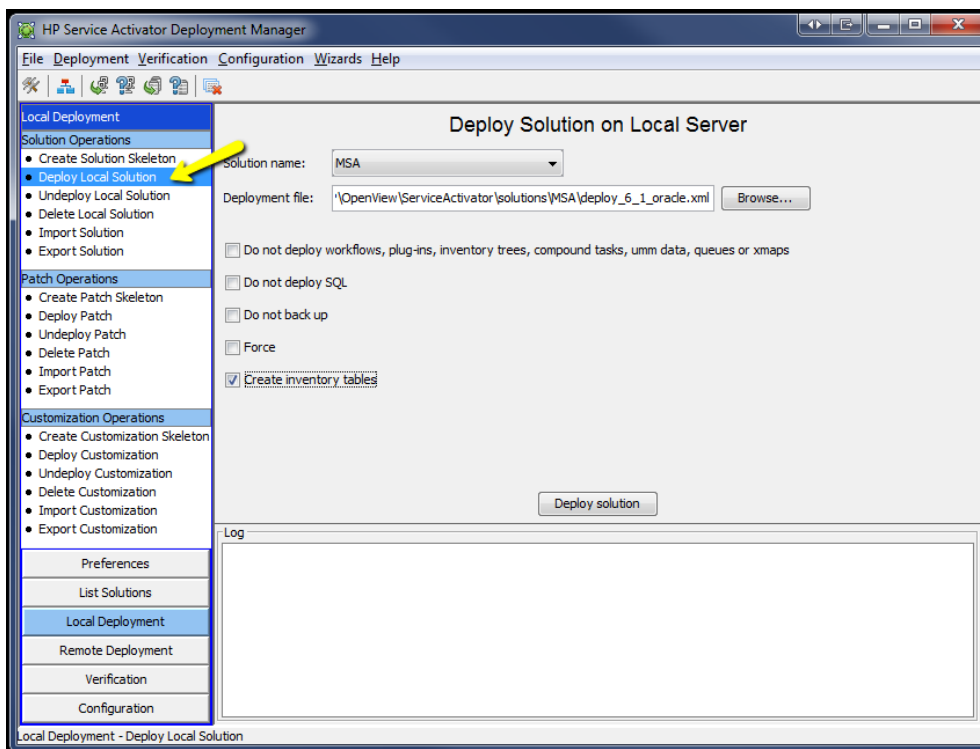 HP Service Activator Deployment Manager
File Deployment Verification Configuration Wizards Help
Local Deployment
Solution Operations
Create Solution Skeleton
Deploy Local Solution
Undeploy Local Solution
Delete Local Solution
Import Solution
Export Solution
Patch Operations
Create Patch Skeleton
Deploy Patch
Undeploy Patch
Delete Patch
Import Patch
Export Patch
Customization Operations
Create Customization Skeleton
Deploy Customization
Undeploy Customization
Delete Customization
Import Customization
Export Customization
Preferences
List Solutions
Local Deployment
Remote Deployment
Verification
Configuration
Deploy Solution on Local Server
Solution name: MSA
Deployment file: '\OpenView\ServiceActivator\solutions\MSA\deploy_6_1_oracle.xml Browse...
Do not deploy workflows, plug-ins, inventory trees, compound tasks, umm data, queues or xmaps
Do not deploy SQL
Do not back up
Force
Create inventory tables
Deploy solution
Log
Local Deployment - Deploy Local Solution